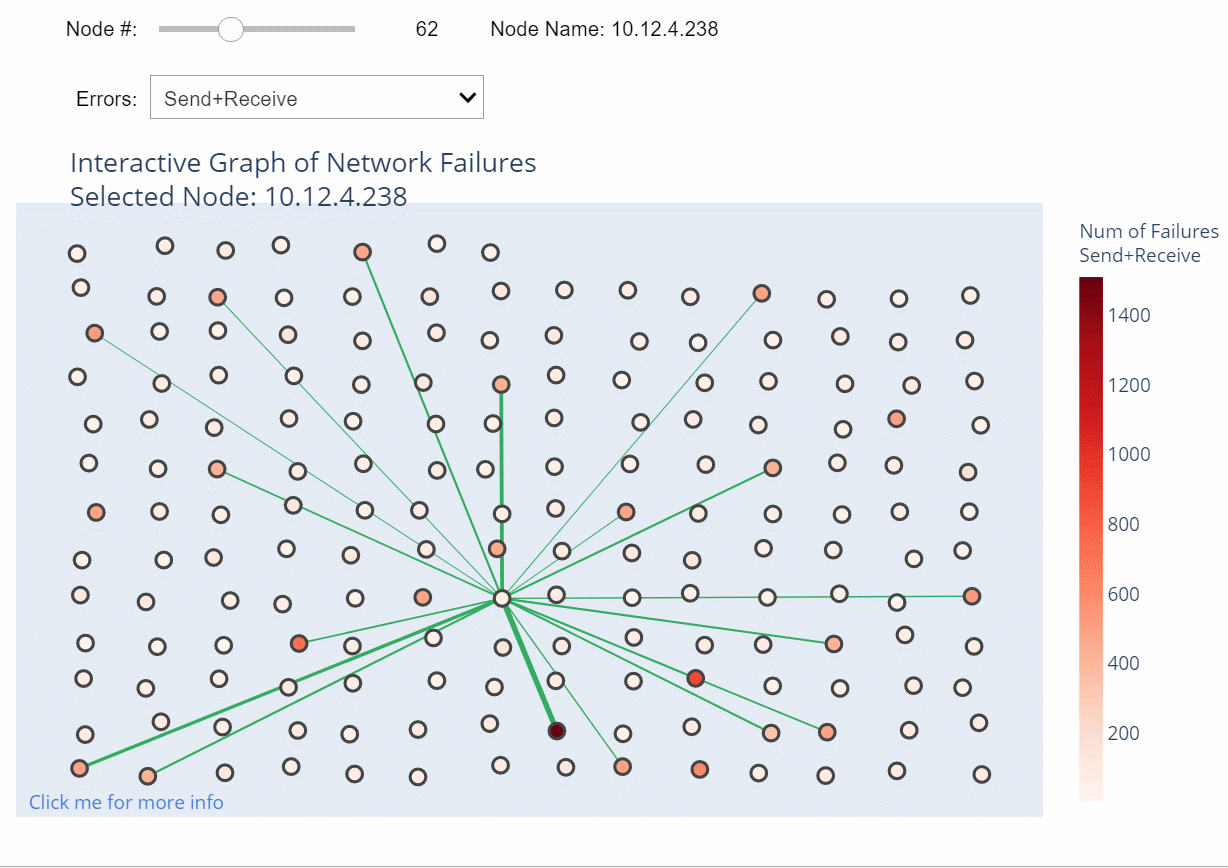 Node #: 62 Node Name: 10.12.4.238
Errors: Send+Receive
Interactive Graph of Network Failures
Selected Node: 10.12.4.238
Num of Failures
Send+Receive
1400
1200
1000
800
600
400
200
Click me for more info